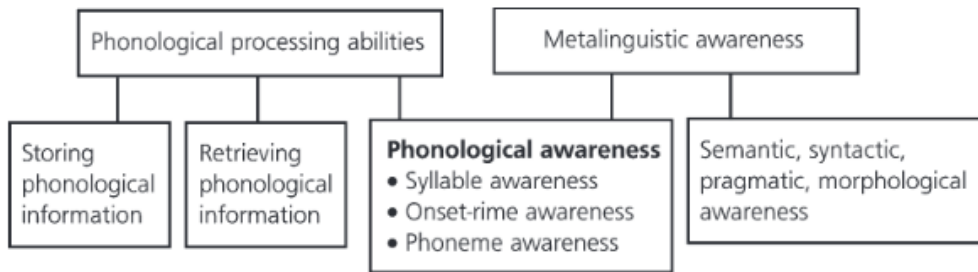 Phonological processing abilities
Metalinguistic awareness
Storing
phonological
information
Retrieving
phonological
information
Phonological awareness
• Syllable awareness
• Onset-rime awareness
• Phoneme awareness
Semantic, syntactic,
pragmatic, morphological
awareness